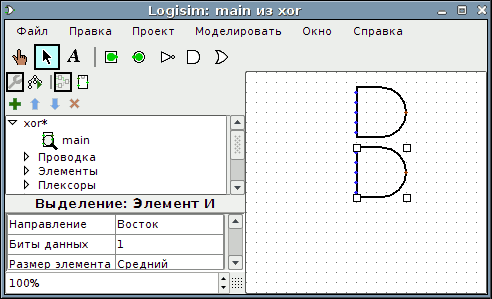 Logisim: main из xor
Файл Правка Проект Моделировать Окно Справка
A
xor*
main
Проводка
Элементы
Плексоры
Выделение: Элемент И
Направление Восток
Биты данных 1
Размер элемента Средний
100%